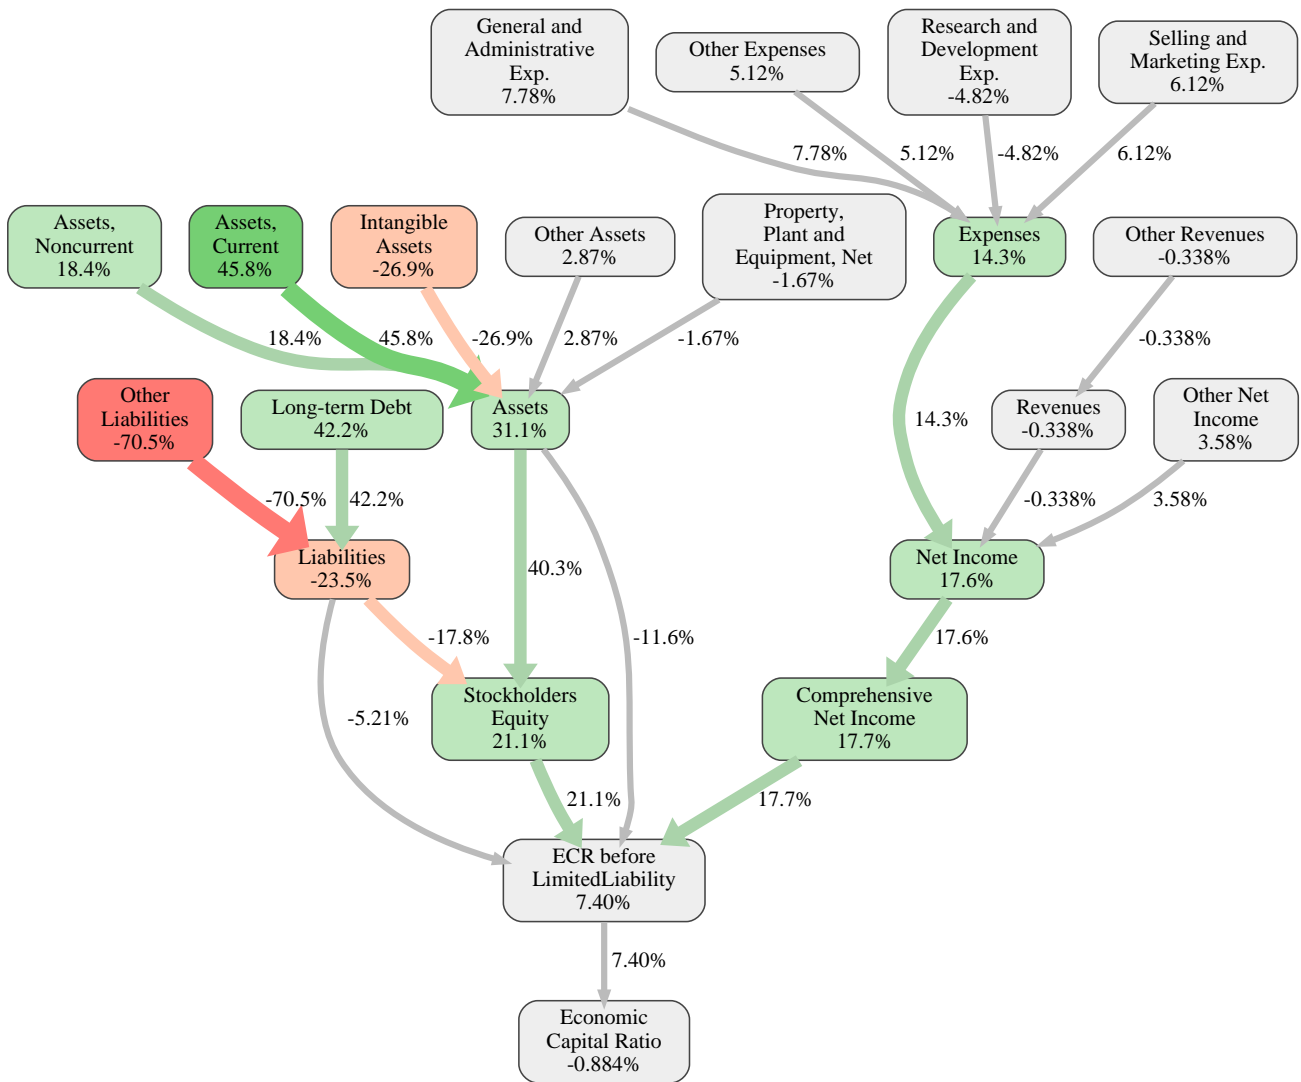 General and
Administrative
Exp.
7.78%
Other Expenses
5.12%
Research and
Development
Exp.
-4.82%
Selling and
Marketing Exp.
6.12%
7.78%
5.12%
-4.82%
6.12%
Assets,
Noncurrent
18.4%
Assets,
Current
45.8%
Intangible
Assets
-26.9%
Other Assets
2.87%
Property,
Plant and
Equipment, Net
-1.67%
Expenses
14.3%
Other Revenues
-0.338%
18.4%
45.8%
-26.9%
2.87%
-1.67%
-0.338%
Other
Liabilities
-70.5%
Long-term Debt
42.2%
Assets
31.1%
14.3%
Revenues
-0.338%
Other Net
Income
3.58%
-70.5%
42.2%
-0.338%
3.58%
Liabilities
-23.5%
40.3%
Net Income
17.6%
-17.8%
-11.6%
17.6%
Stockholders
Equity
21.1%
Comprehensive
Net Income
17.7%
-5.21%
21.1%
17.7%
ECR before
LimitedLiability
7.40%
7.40%
Economic
Capital Ratio
-0.884%